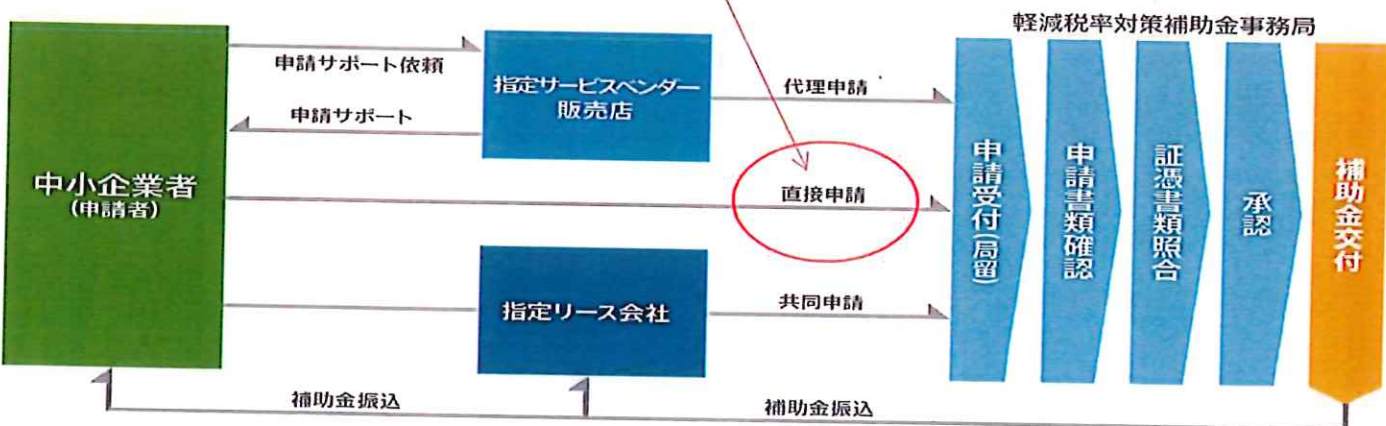 軽減税率対策補助金事務局
申請サポート依頼
申請サポート
中小企業者
(申請者)
指定サービスベンダー
販売店
代理申請
直接申請
指定リース会社
共同申請
申請受付(局留)
申請書類確認
証憑書類照合
承認
補助金交付
補助金振込
補助金振込